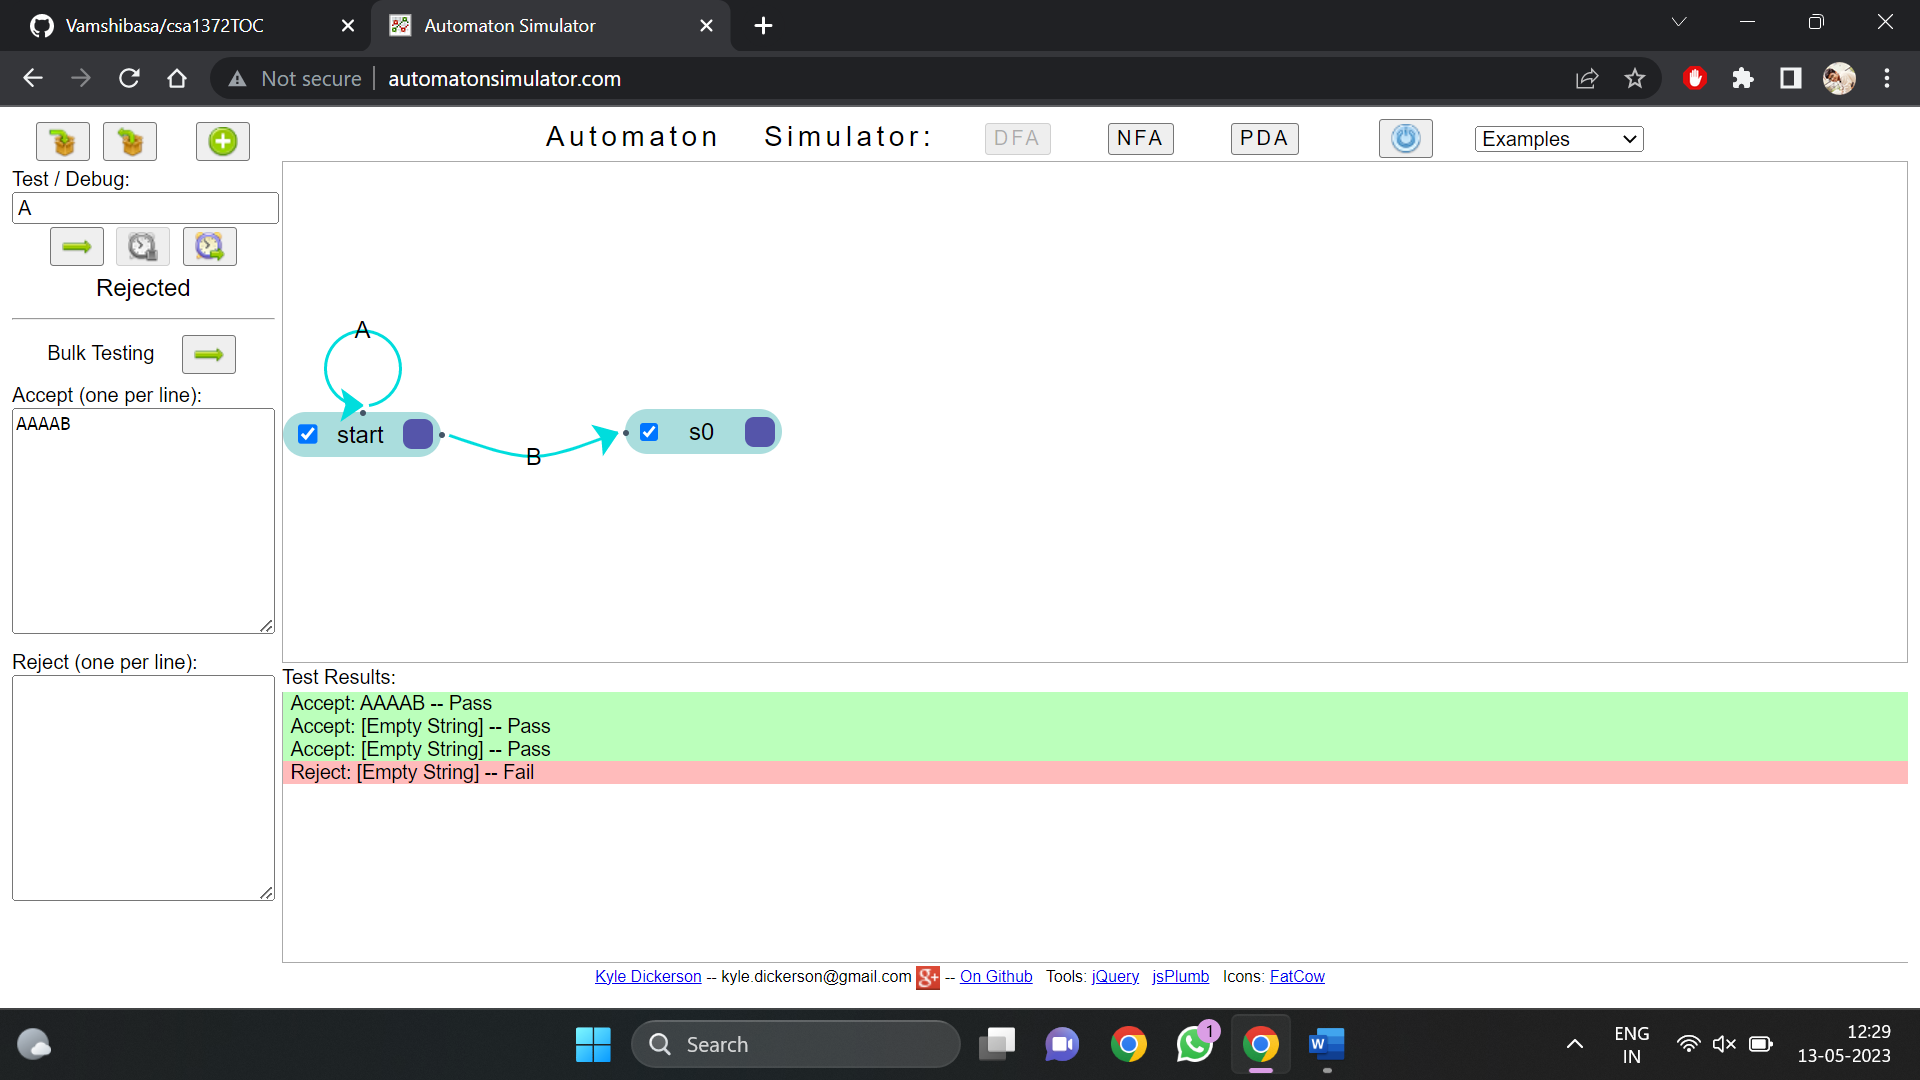 Vamshibasa/csa1372TOC
Automaton Simulator
Not secure
automatonsimulator.com
Automaton Simulator:
DFA
NFA
PDA
Examples
Test / Debug:
A
Rejected
Bulk Testing
Accept (one per line):
AAAAB
Reject (one per line):
A
start
B
s0
Test Results:
Accept: AAAAB -- Pass
Accept: [Empty String] -- Pass
Accept: [Empty String] -- Pass
Reject: [Empty String] -- Fail
Kyle Dickerson -- kyle.dickerson@gmail.com g+ -- On Github Tools: jQuery jsPlumb Icons: FatCow
Search
1
W
ENG
IN
12:29
13-05-2023